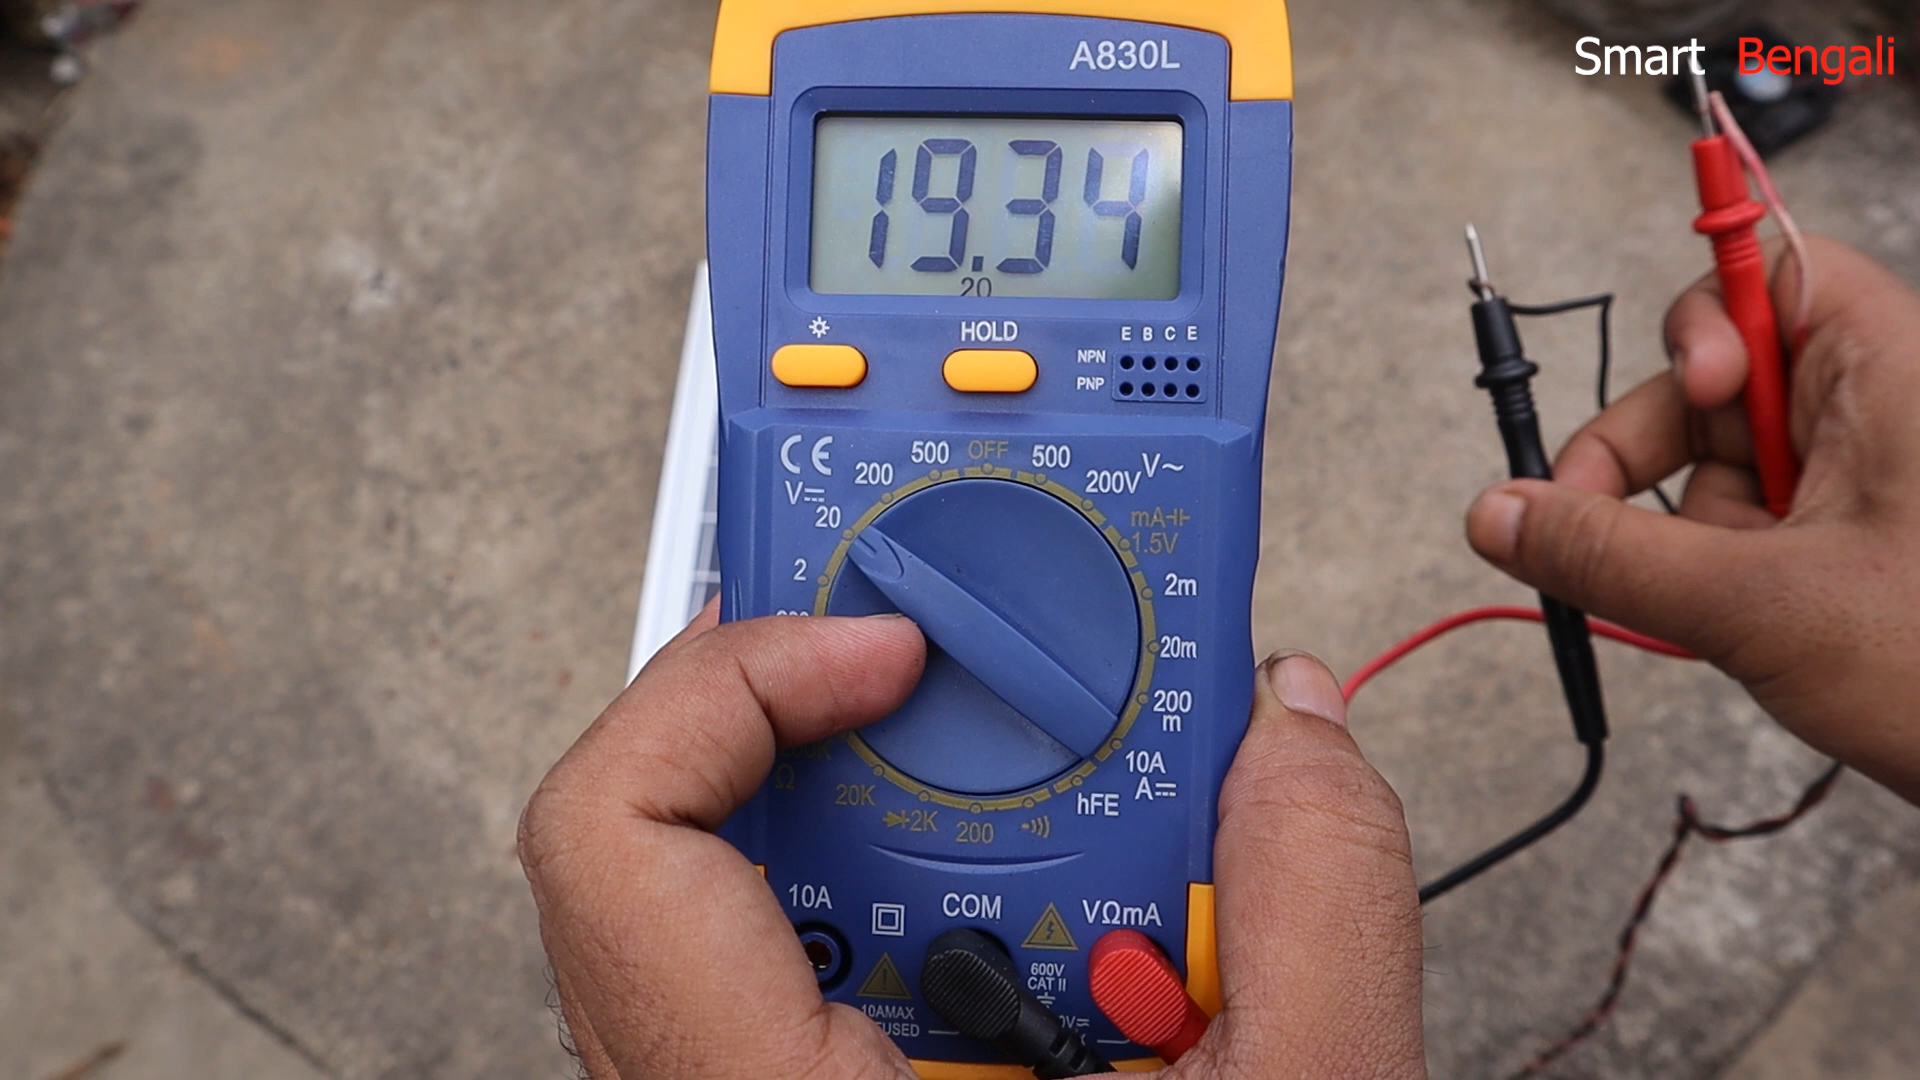 Smart Bengali
A830L
19.34
20
HOLD
E B C E
NPN
PNP
CE
500 OFF 500
200 200V V~
V⎓ 20
mA
1.5V
2
2m
20m
200
m
10A
A⎓
hFE
20K
Ω
2K
200
10A
COM
VΩmA
600V
CAT II
10AMAX